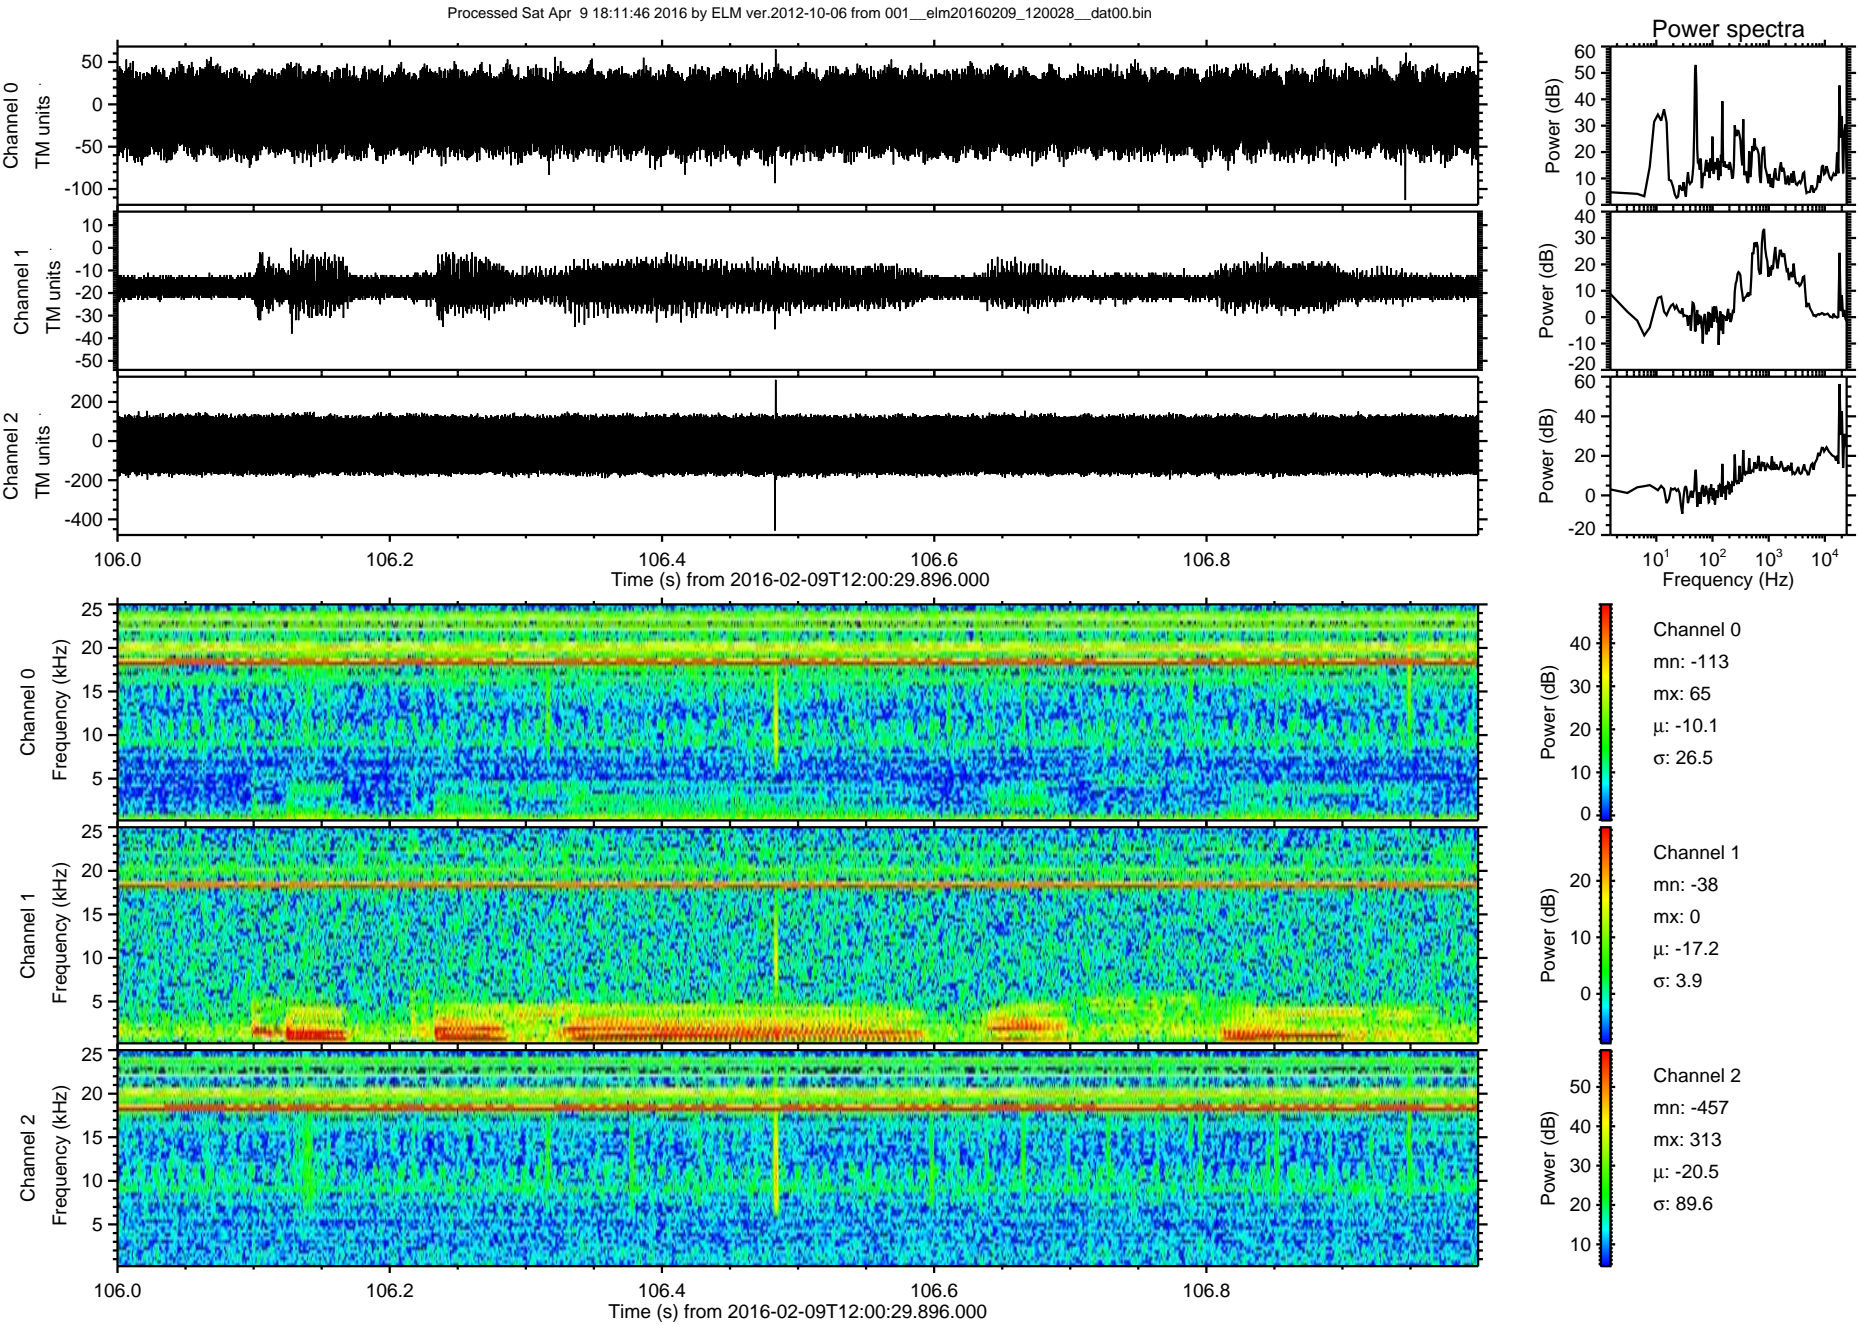 Processed Sat Apr  9 18:11:46 2016 by ELM ver.2012-10-06 from 001__elm20160209_120028__dat00.bin
Power spectra
Channel 0
TM units
50
0
-50
-100
Power (dB)
60
50
40
30
20
10
0
Channel 1
TM units
10
0
-10
-20
-30
-40
-50
Power (dB)
40
30
20
10
0
-10
-20
Channel 2
TM units
200
0
-200
-400
Power (dB)
60
40
20
0
-20
106.0 106.2 106.4 106.6 106.8
Time (s) from 2016-02-09T12:00:29.896.000
10¹ 10² 10³ 10⁴
Frequency (Hz)
Channel 0
Frequency (kHz)
25
20
15
10
5
Power (dB)
40
30
20
10
0
Channel 0
mn: -113
mx: 65
μ: -10.1
σ: 26.5
Channel 1
Frequency (kHz)
25
20
15
10
5
Power (dB)
20
10
0
Channel 1
mn: -38
mx: 0
μ: -17.2
σ: 3.9
Channel 2
Frequency (kHz)
25
20
15
10
5
Power (dB)
50
40
30
20
10
Channel 2
mn: -457
mx: 313
μ: -20.5
σ: 89.6
106.0 106.2 106.4 106.6 106.8
Time (s) from 2016-02-09T12:00:29.896.000